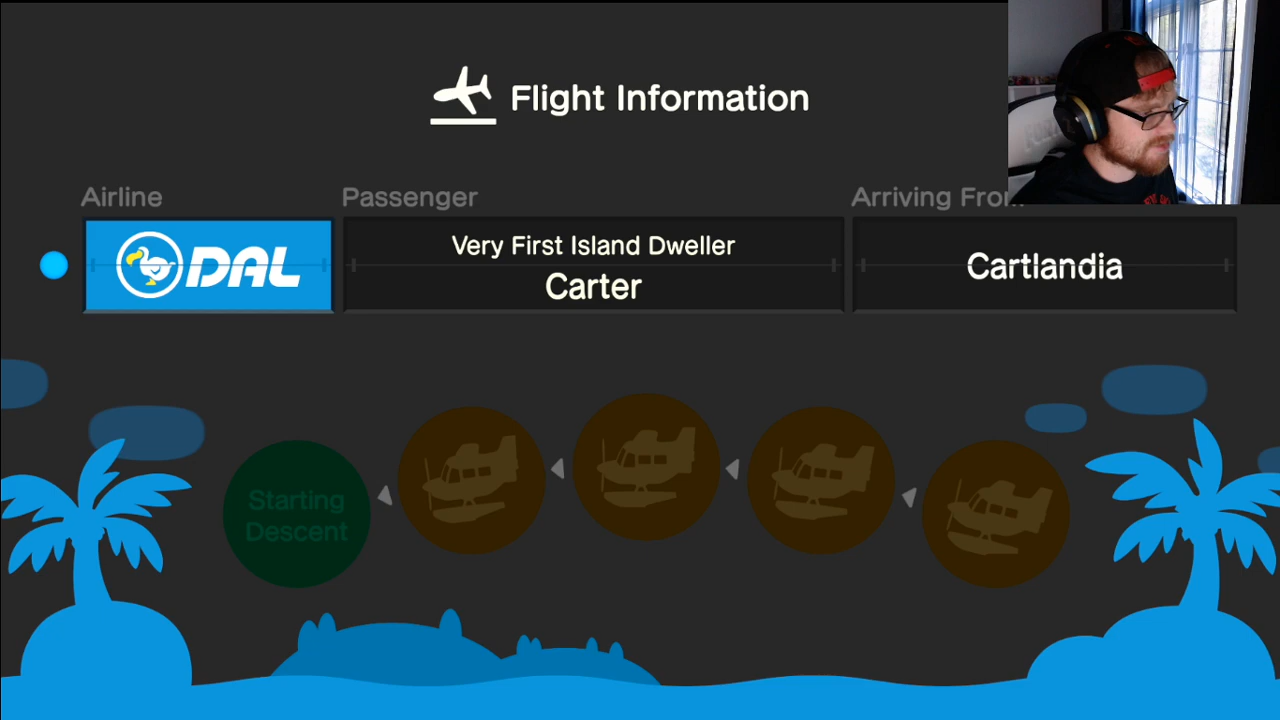 Flight Information
Airline
Passenger
Arriving From
DAL
Very First Island Dweller
Carter
Cartlandia
Starting
Descent